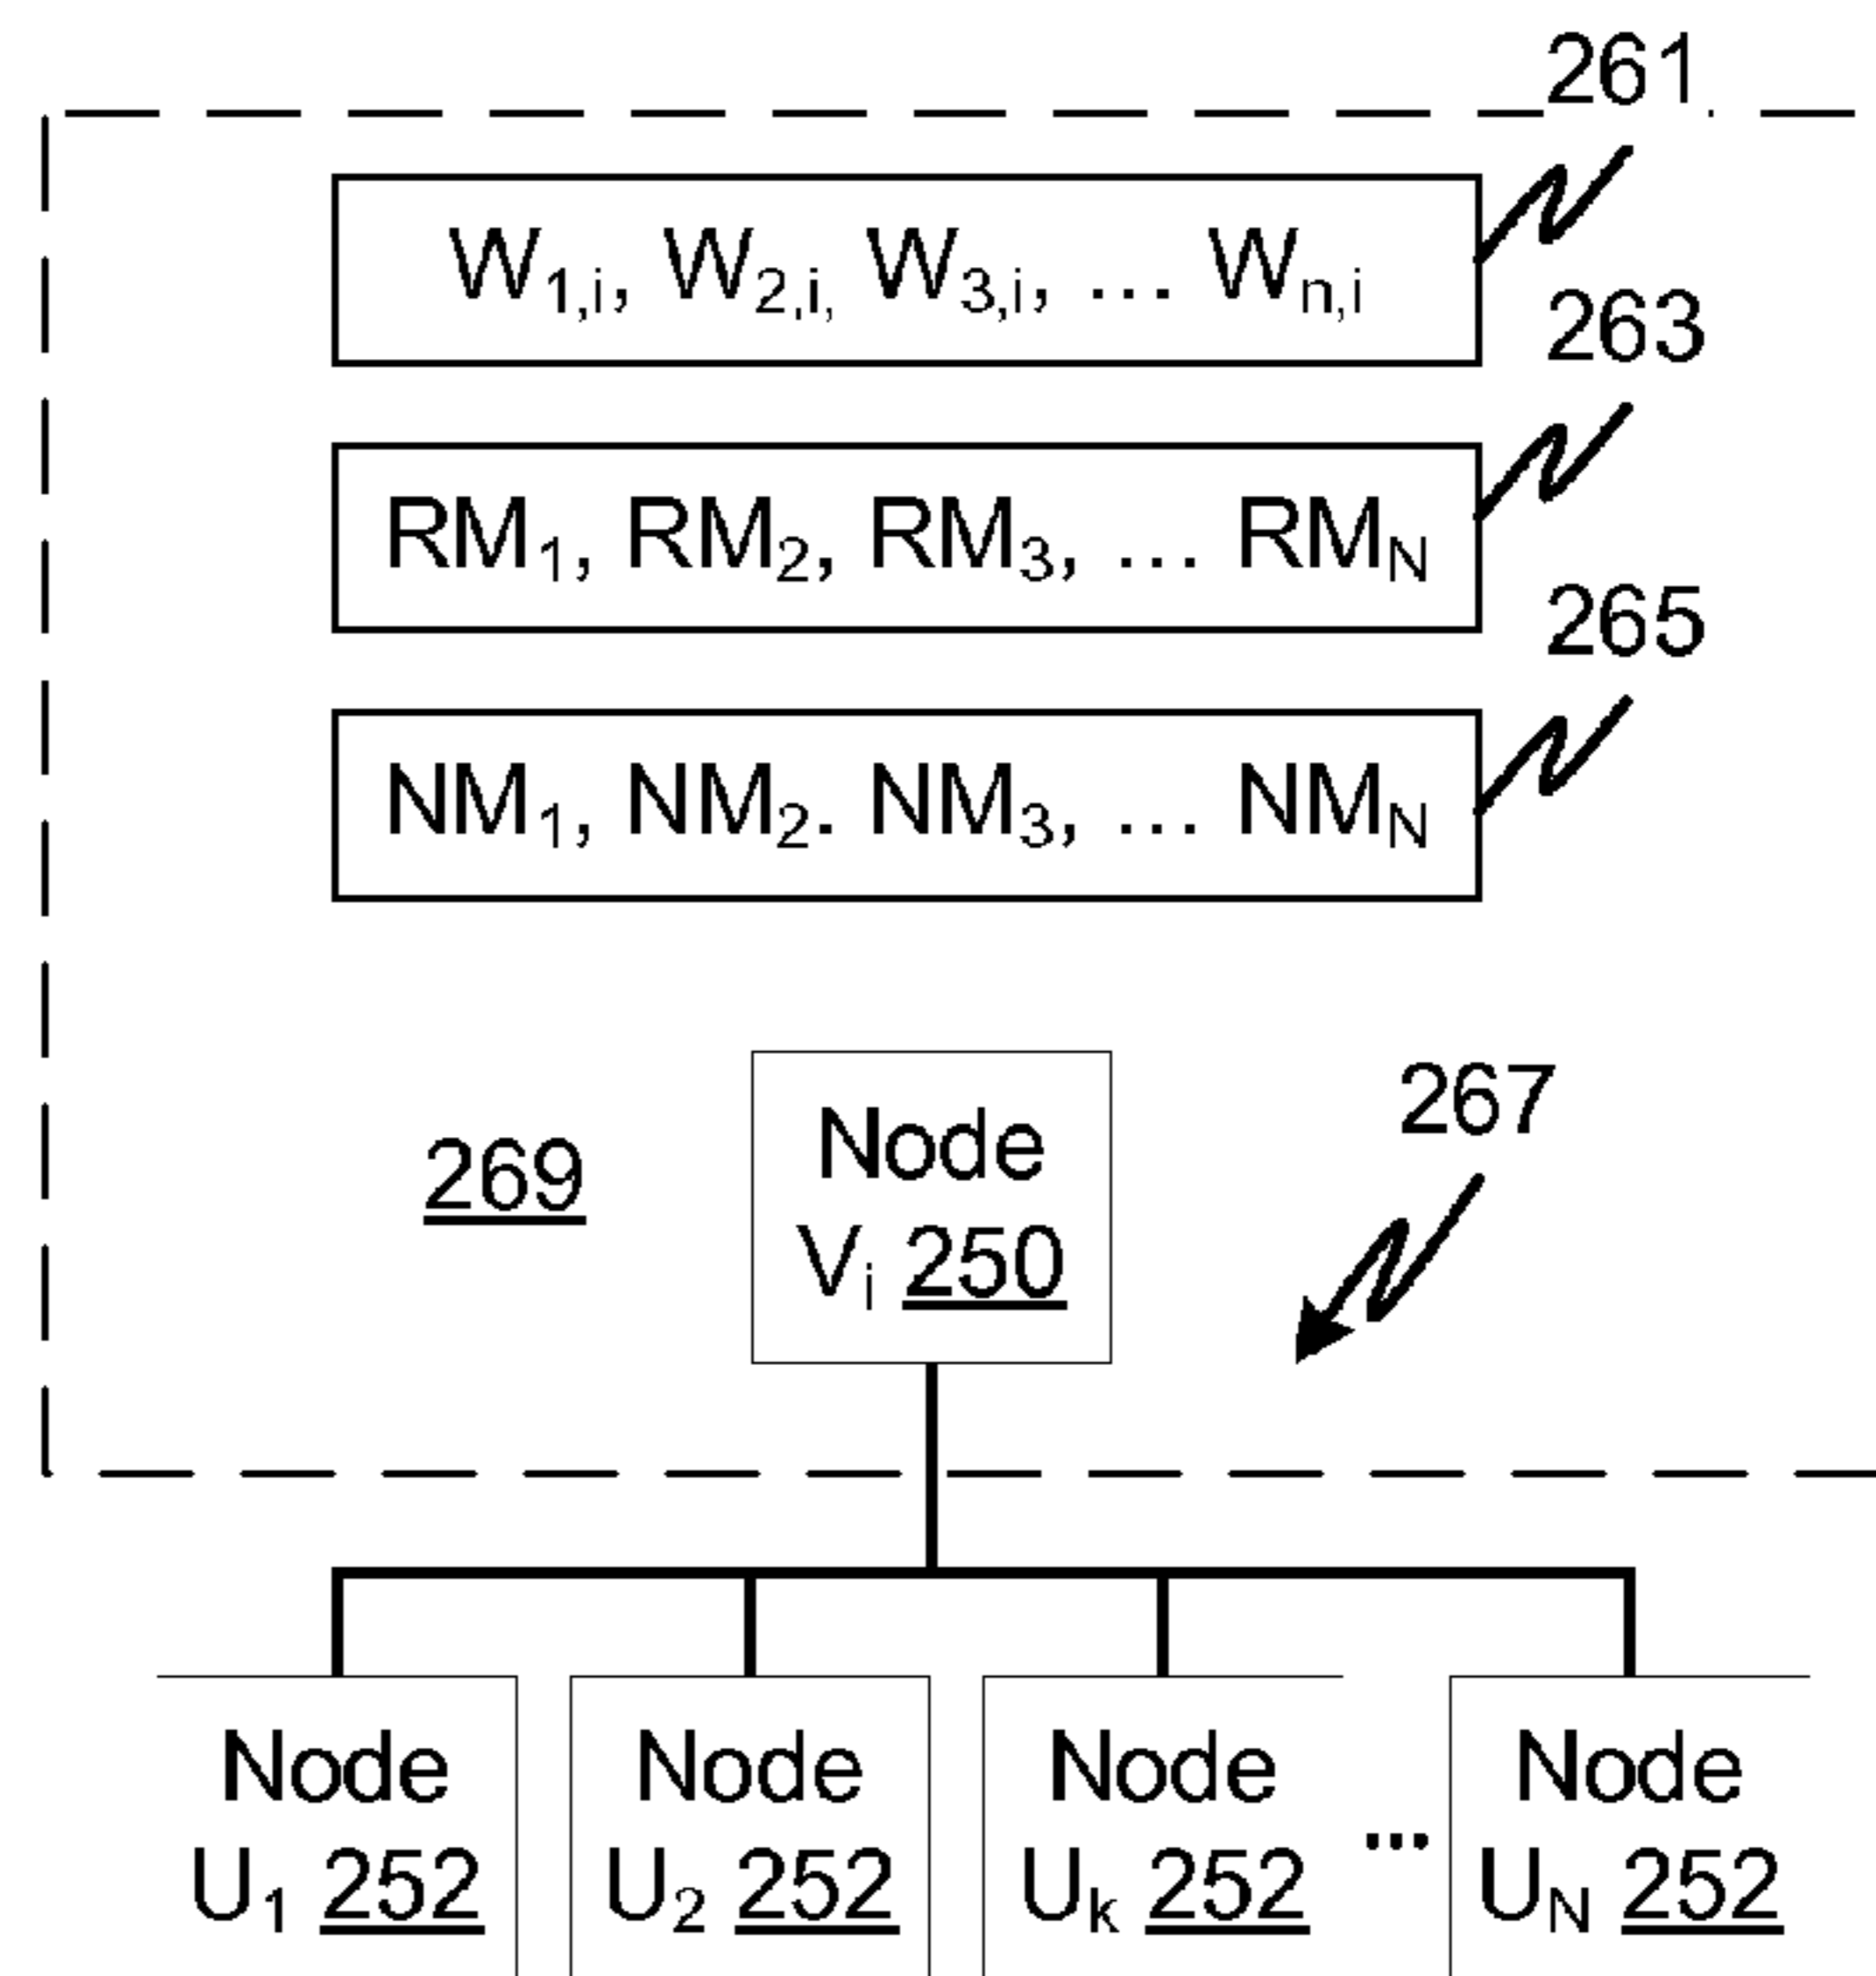 261
W1,i, W2,i, W3,i, ... Wn,i
263
RM1, RM2, RM3, ... RMN
265
NM1, NM2. NM3, ... NMN
267
269
Node
Vi 250
Node
U1 252
Node
U2 252
Node
Uk 252
...
Node
UN 252